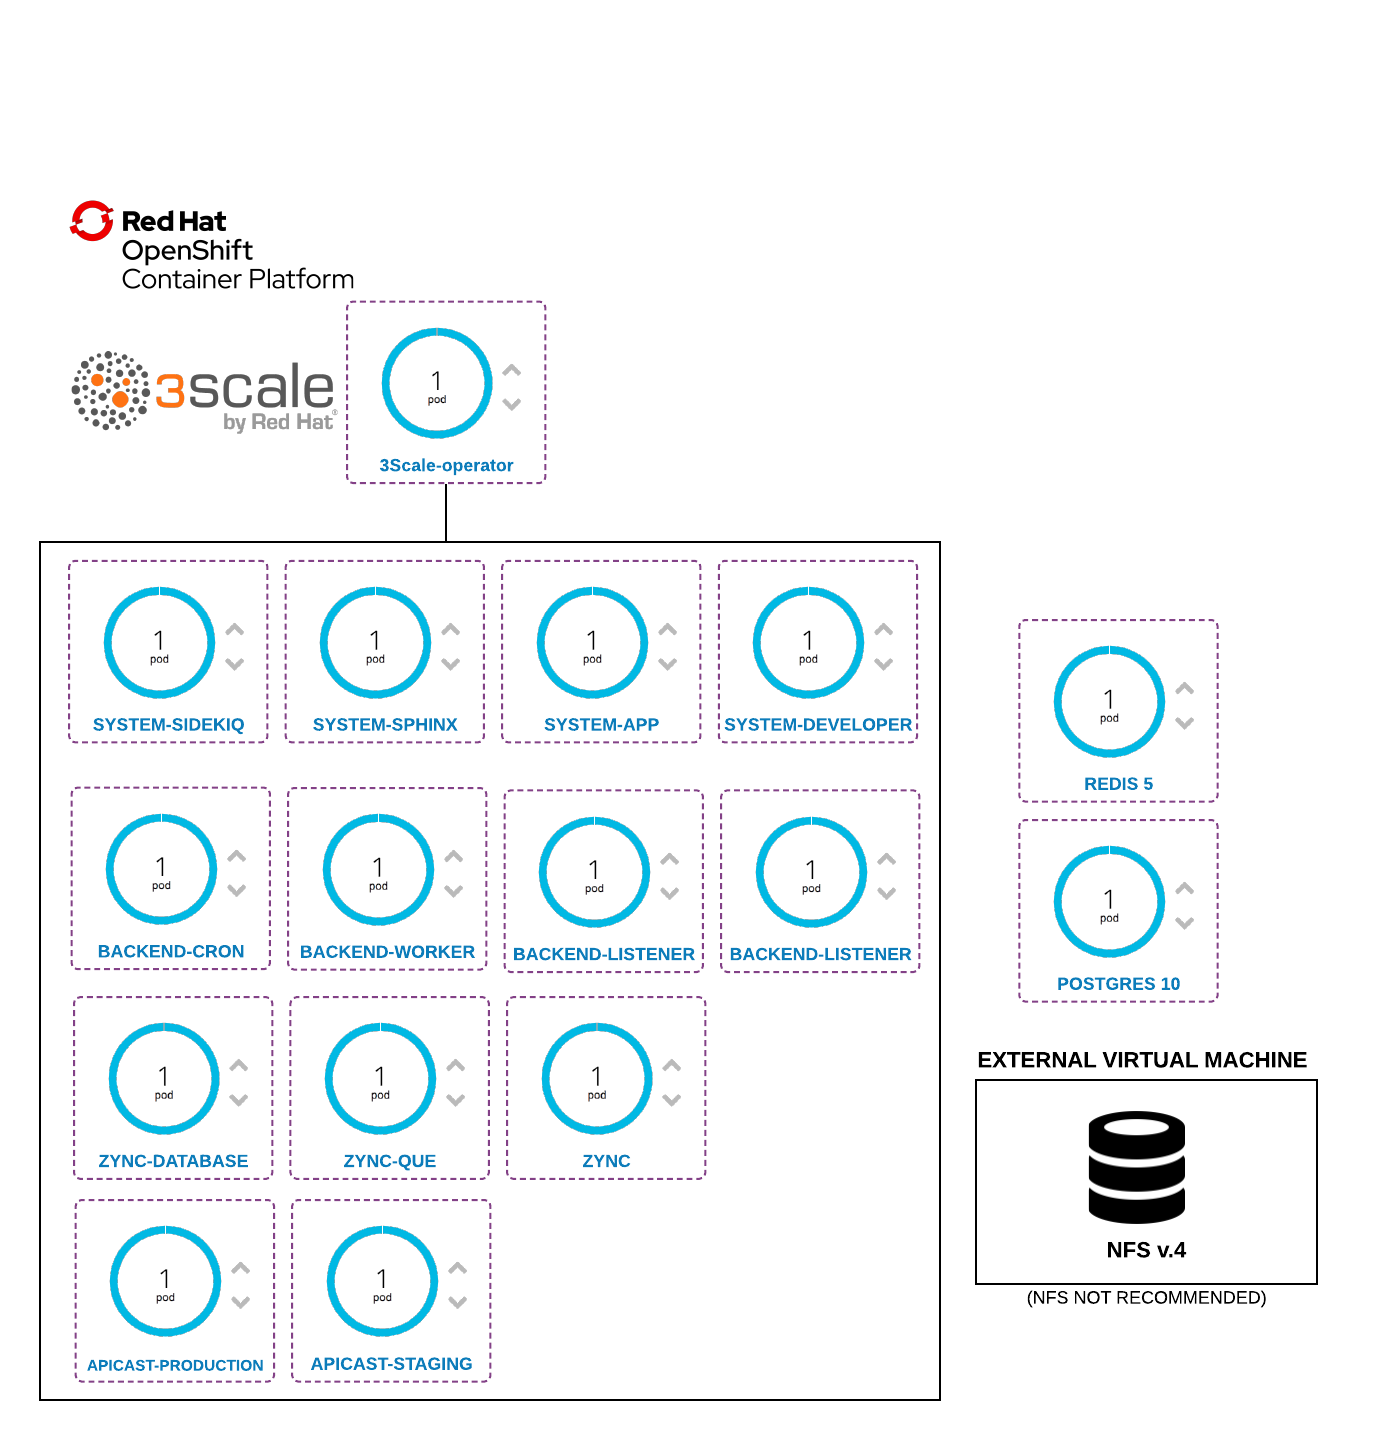 Red Hat
OpenShift
Container Platform
3scale
by Red Hat®
1
pod
3Scale-operator
1
pod
SYSTEM-SIDEKIQ
1
pod
SYSTEM-SPHINX
1
pod
SYSTEM-APP
1
pod
SYSTEM-DEVELOPER
1
pod
BACKEND-CRON
1
pod
BACKEND-WORKER
1
pod
BACKEND-LISTENER
1
pod
BACKEND-LISTENER
1
pod
ZYNC-DATABASE
1
pod
ZYNC-QUE
1
pod
ZYNC
1
pod
APICAST-PRODUCTION
1
pod
APICAST-STAGING
1
pod
REDIS 5
1
pod
POSTGRES 10
EXTERNAL VIRTUAL MACHINE
NFS v.4
(NFS NOT RECOMMENDED)